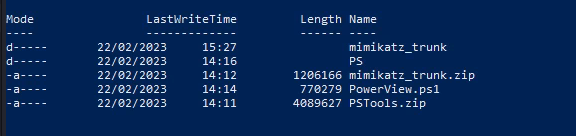 Mode LastWriteTime Length Name
---- ------------- ------ ----
d----- 22/02/2023 15:27 mimikatz_trunk
d----- 22/02/2023 14:16 PS
-a---- 22/02/2023 14:12 1206166 mimikatz_trunk.zip
-a---- 22/02/2023 14:14 770279 PowerView.ps1
-a---- 22/02/2023 14:11 4089627 PSTools.zip